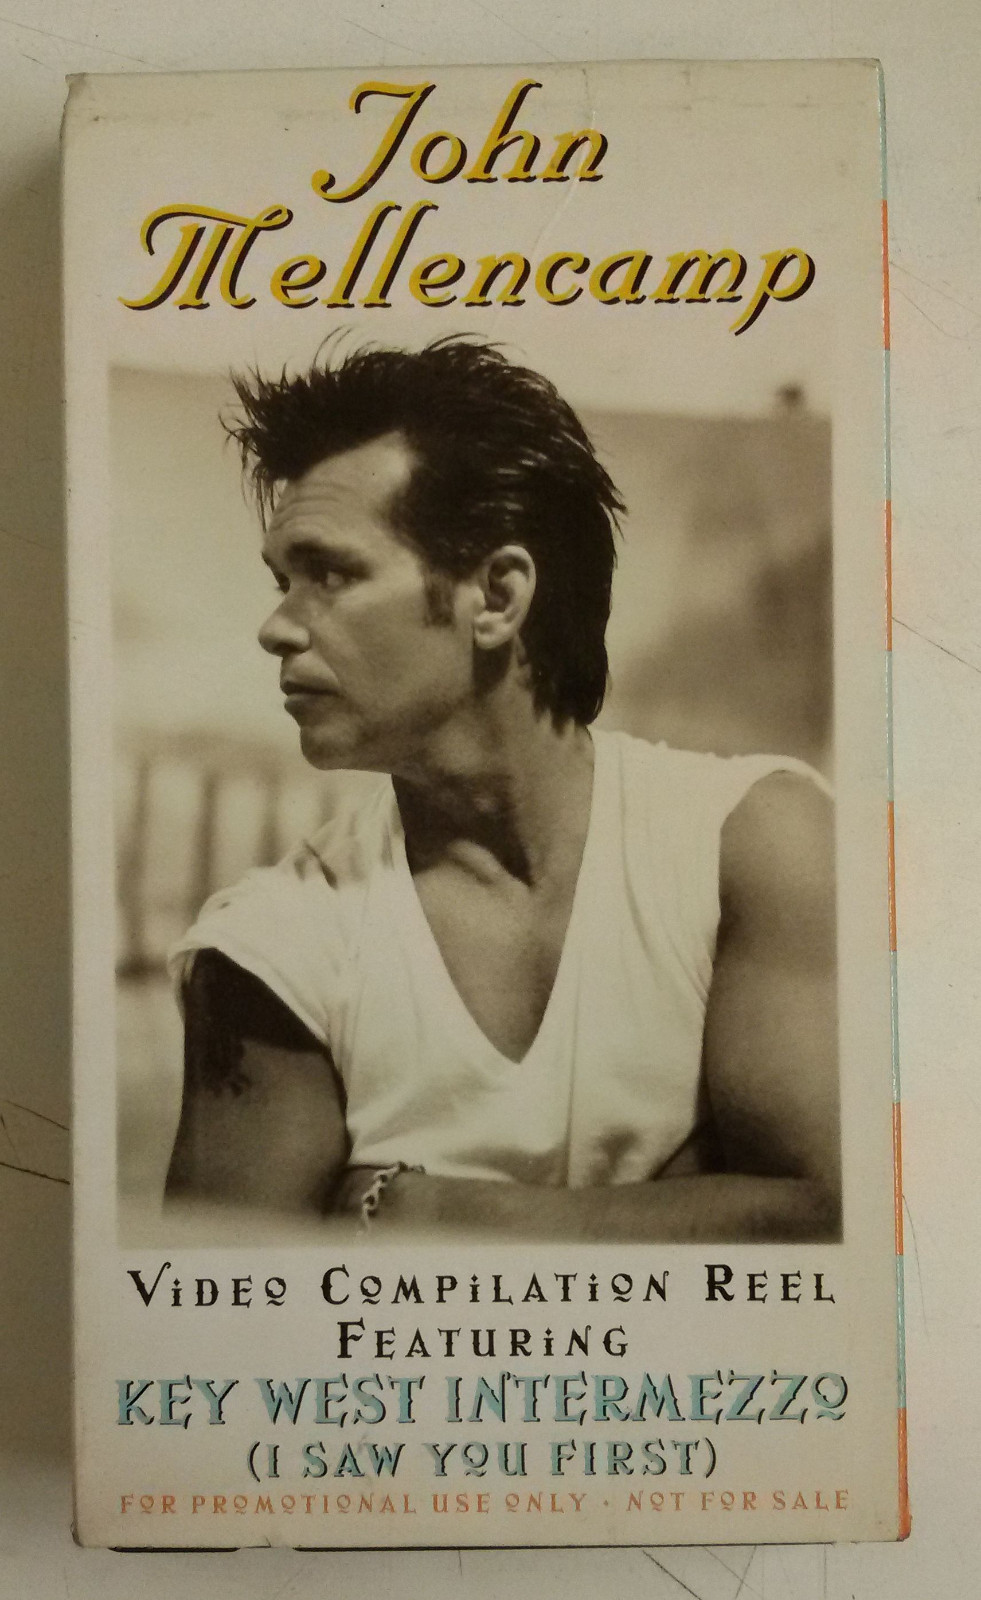 John
Mellencamp
ViDEO COMPiLATiON REEL
FEATURiNG
KEY WEST INTERMEZZO
(I SAW YOU FIRST)
FOR PROMOTIONAL USE ONLY · NOT FOR SALE